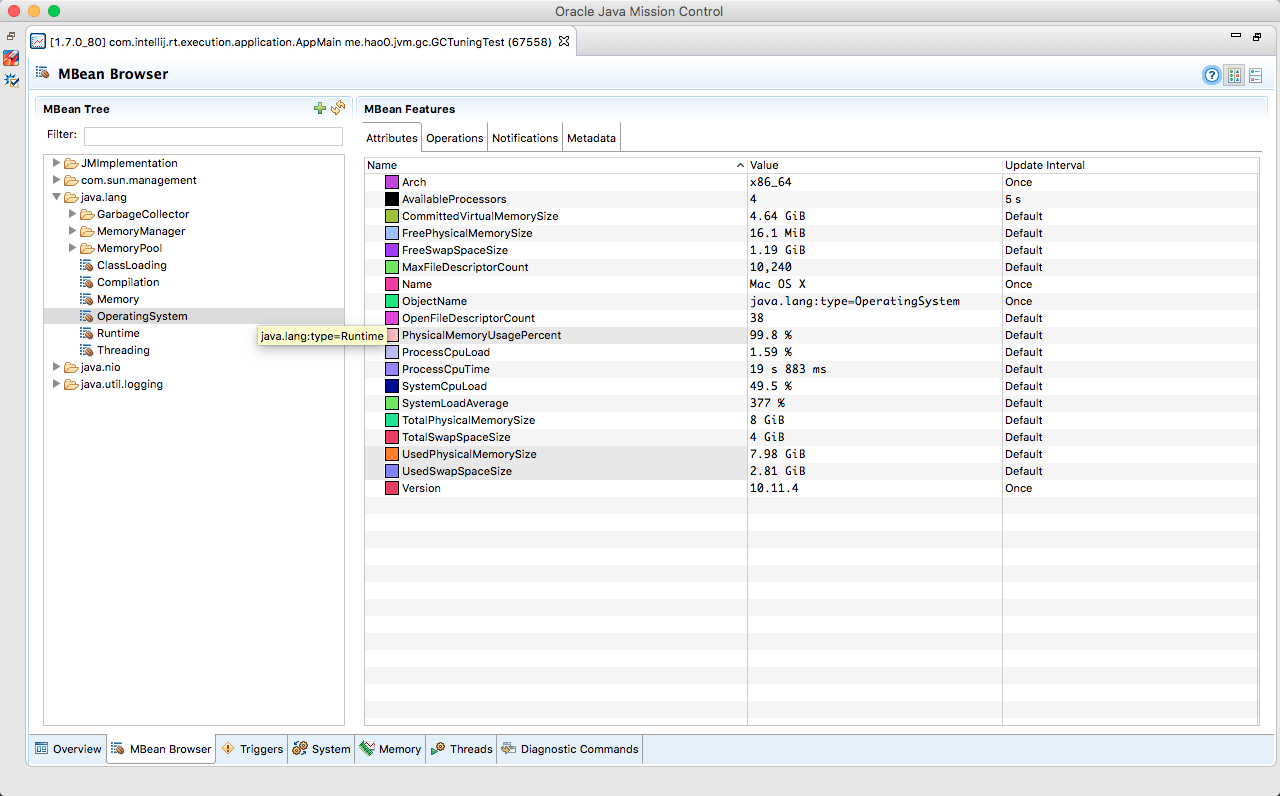 Oracle Java Mission Control
[1.7.0_80] com.intellij.rt.execution.application.AppMain me.hao0.jvm.gc.GCTuningTest (67558)
MBean Browser
MBean Tree
Filter:
JMImplementation
com.sun.management
java.lang
GarbageCollector
MemoryManager
MemoryPool
ClassLoading
Compilation
Memory
OperatingSystem
Runtime
java.lang:type=Runtime
Threading
java.nio
java.util.logging
MBean Features
Attributes Operations Notifications Metadata
Name Value Update Interval
Arch x86_64 Once
AvailableProcessors 4 5 s
CommittedVirtualMemorySize 4.64 GiB Default
FreePhysicalMemorySize 16.1 MiB Default
FreeSwapSpaceSize 1.19 GiB Default
MaxFileDescriptorCount 10,240 Default
Name Mac OS X Once
ObjectName java.lang:type=OperatingSystem Once
OpenFileDescriptorCount 38 Default
PhysicalMemoryUsagePercent 99.8 % Default
ProcessCpuLoad 1.59 % Default
ProcessCpuTime 19 s 883 ms Default
SystemCpuLoad 49.5 % Default
SystemLoadAverage 377 % Default
TotalPhysicalMemorySize 8 GiB Default
TotalSwapSpaceSize 4 GiB Default
UsedPhysicalMemorySize 7.98 GiB Default
UsedSwapSpaceSize 2.81 GiB Default
Version 10.11.4 Once
Overview MBean Browser Triggers System Memory Threads Diagnostic Commands